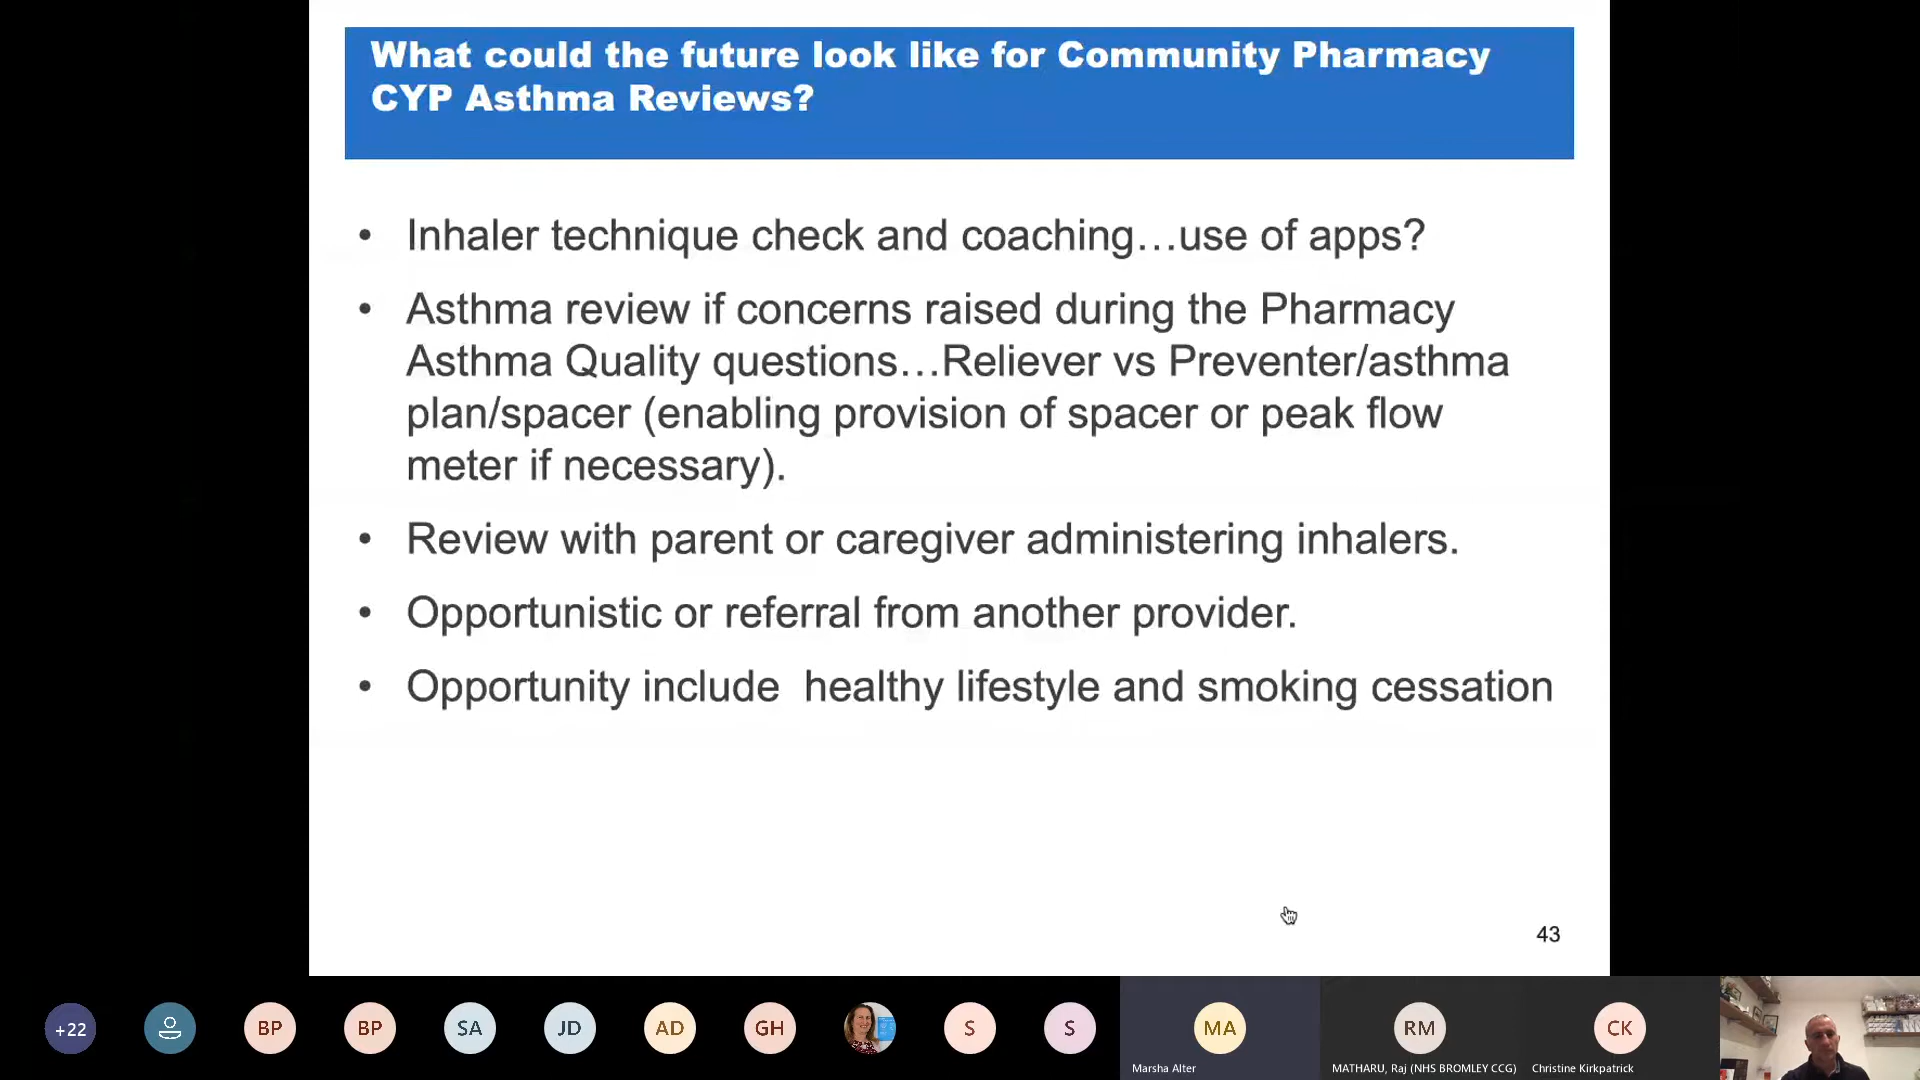 What could the future look like for Community Pharmacy
CYP Asthma Reviews?
• Inhaler technique check and coaching…use of apps?
• Asthma review if concerns raised during the Pharmacy
Asthma Quality questions…Reliever vs Preventer/asthma
plan/spacer (enabling provision of spacer or peak flow
meter if necessary).
• Review with parent or caregiver administering inhalers.
• Opportunistic or referral from another provider.
• Opportunity include  healthy lifestyle and smoking cessation
43
+22
BP
BP
SA
JD
AD
GH
S
S
MA
RM
CK
Marsha Alter
MATHARU, Raj (NHS BROMLEY CCG)
Christine Kirkpatrick